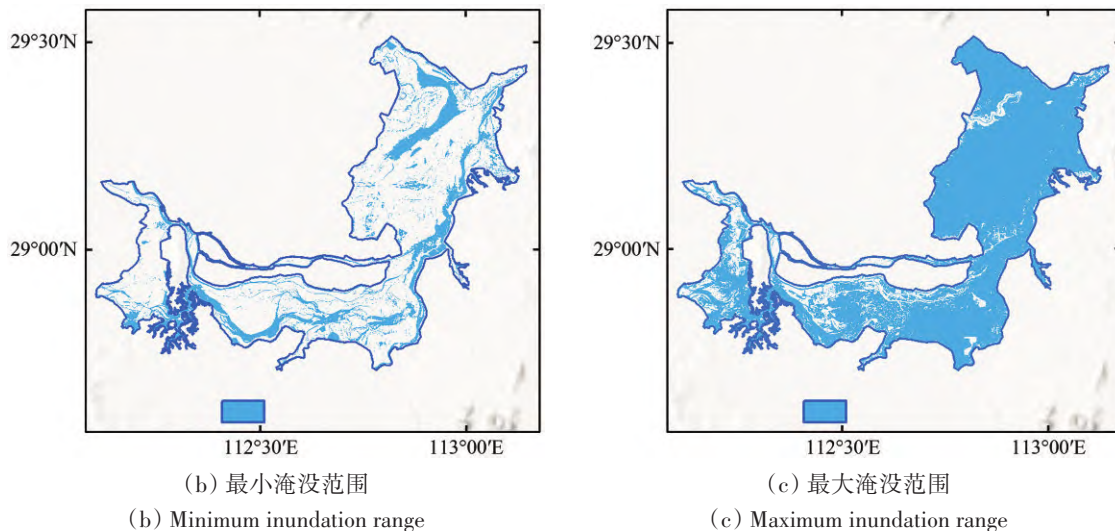 29°30′N
29°00′N
112°30′E
113°00′E
(b) 最小淹没范围
(b) Minimum inundation range
29°30′N
29°00′N
112°30′E
113°00′E
(c) 最大淹没范围
(c) Maximum inundation range